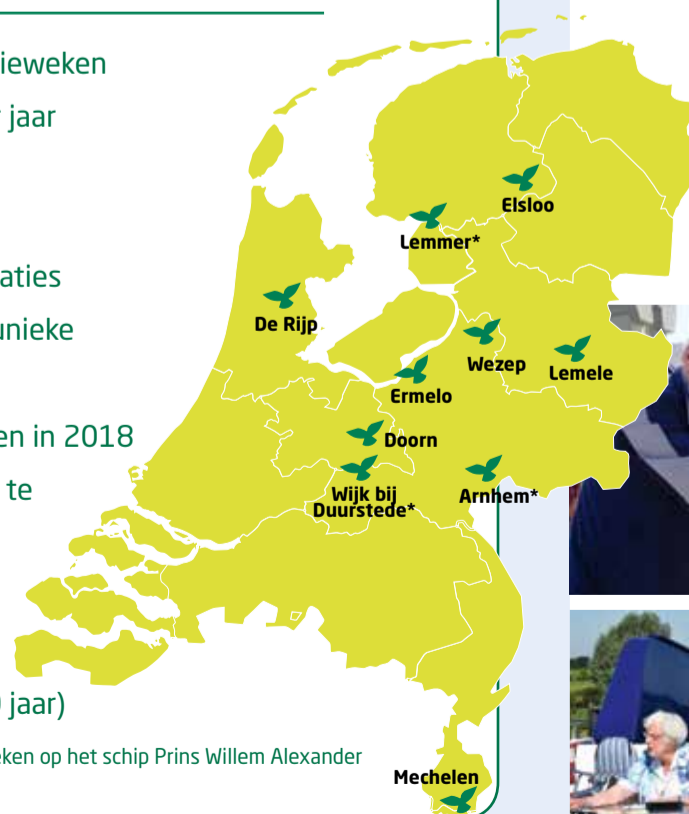 ieweken
jaar
aties
unieke
en in 2018
te
jaar)
eken op het schip Prins Willem Alexander
Elsloo
Lemmer*
De Rijp
Wezep
Lemele
Ermelo
Doorn
Wijk bij
Duurstede*
Arnhem*
Mechelen